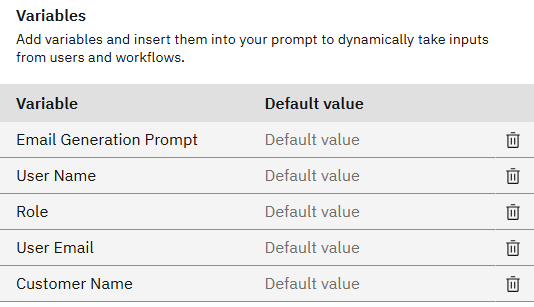 Variables
Add variables and insert them into your prompt to dynamically take inputs
from users and workflows.
Variable Default value
Email Generation Prompt Default value
User Name Default value
Role Default value
User Email Default value
Customer Name Default value